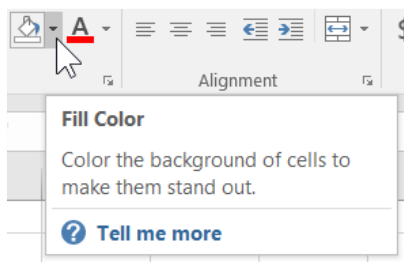 A
$
Alignment
Fill Color
Color the background of cells to
make them stand out.
? Tell me more